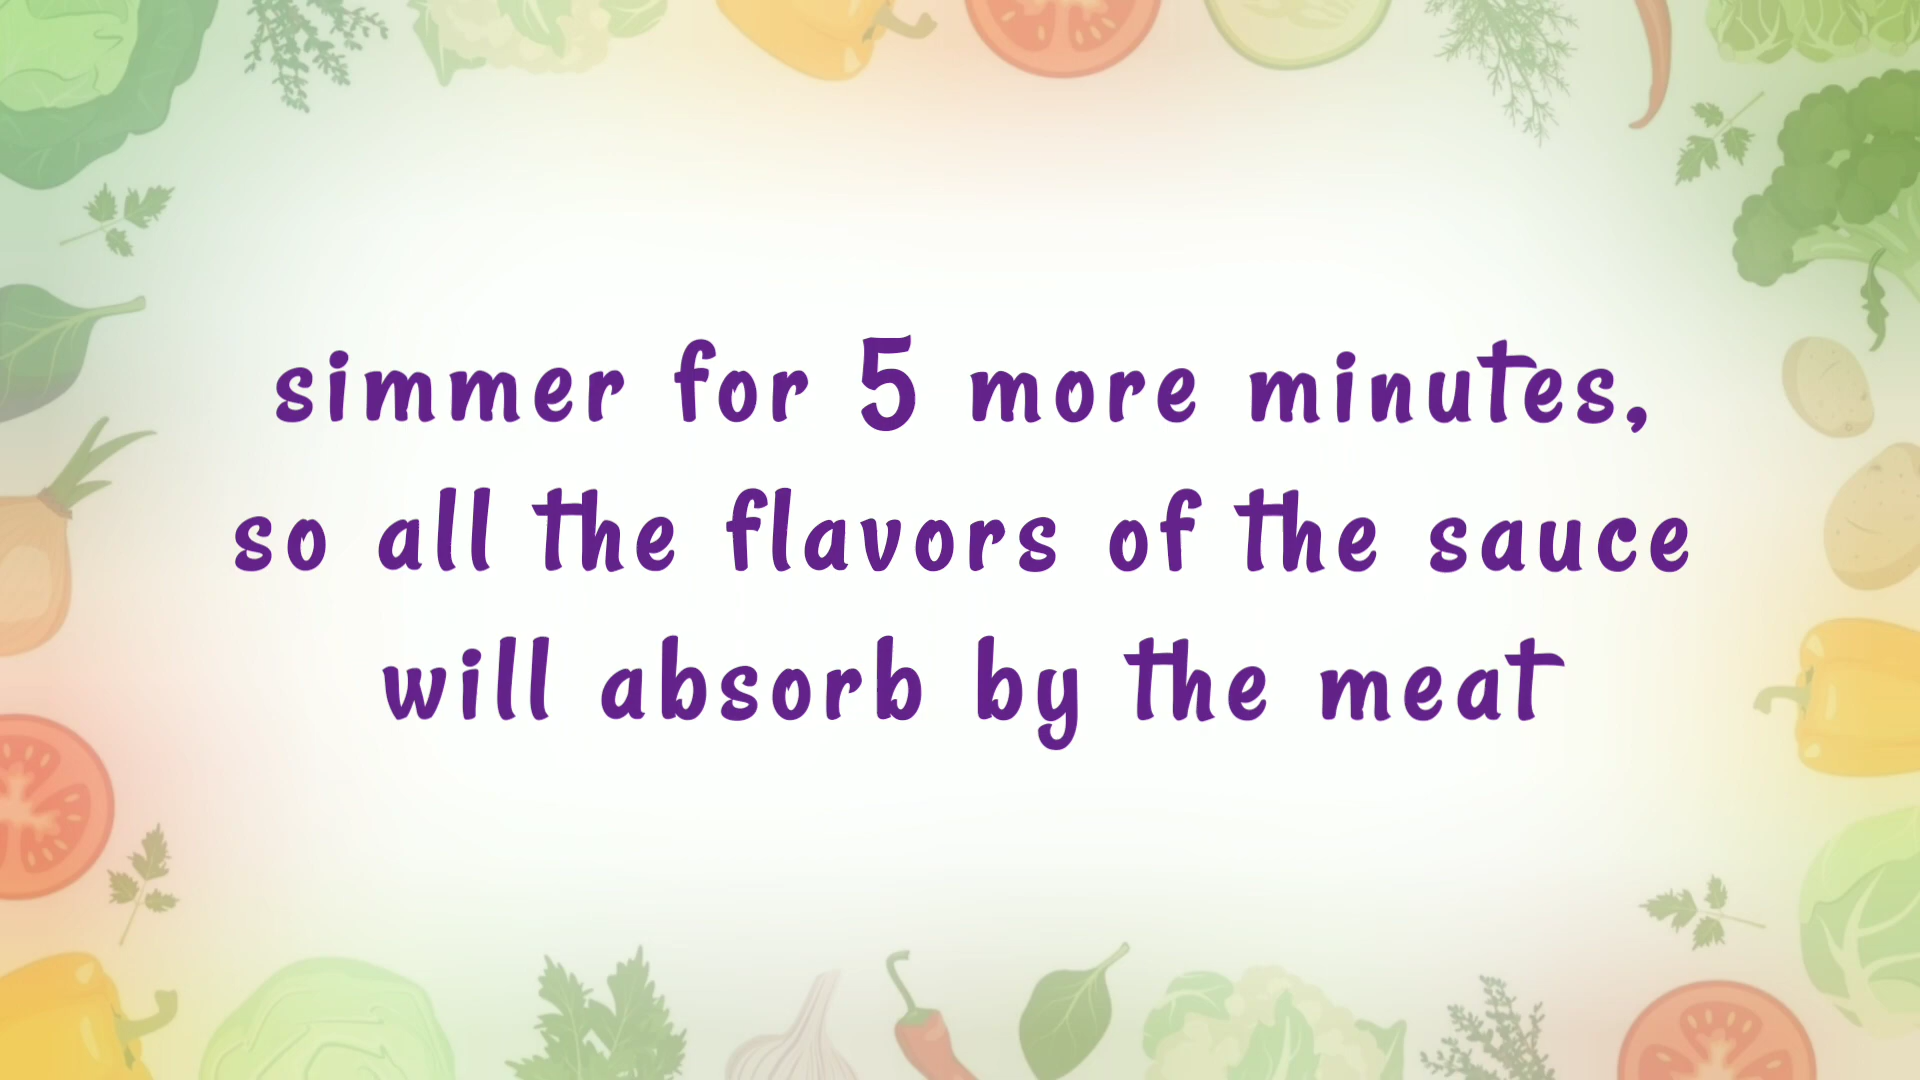 simmer for 5 more minutes,
so all the flavors of the sauce
will absorb by the meat